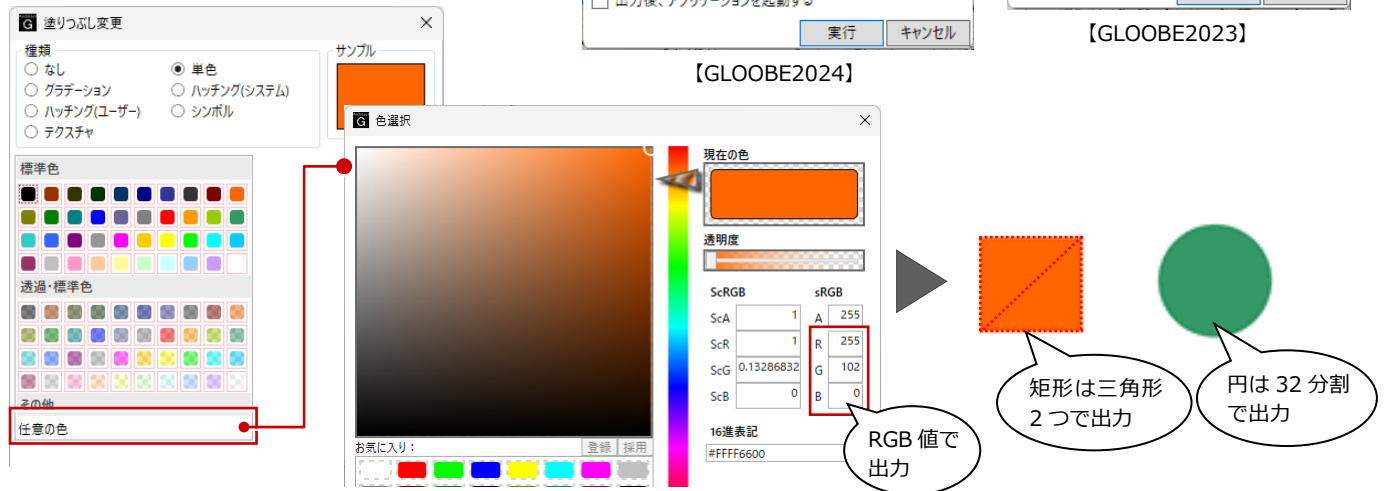 出力後、アプリケーションを起動する
実行 キャンセル
【GLOOBE2024】
【GLOOBE2023】
G 塗りつぶし変更
種類
なし 単色
グラデーション ハッチング(システム)
ハッチング(ユーザー) シンボル
テクスチャ
サンプル
標準色
透過・標準色
その他
任意の色
G 色選択
現在の色
透明度
ScRGB sRGB
ScA 1 A 255
ScR 1 R 255
ScG 0.13286832 G 102
ScB 0 B 0
16進表記
#FFFF6600
お気に入り: 登録 採用
RGB 値で
出力
矩形は三角形
2 つで出力
円は 32 分割
で出力